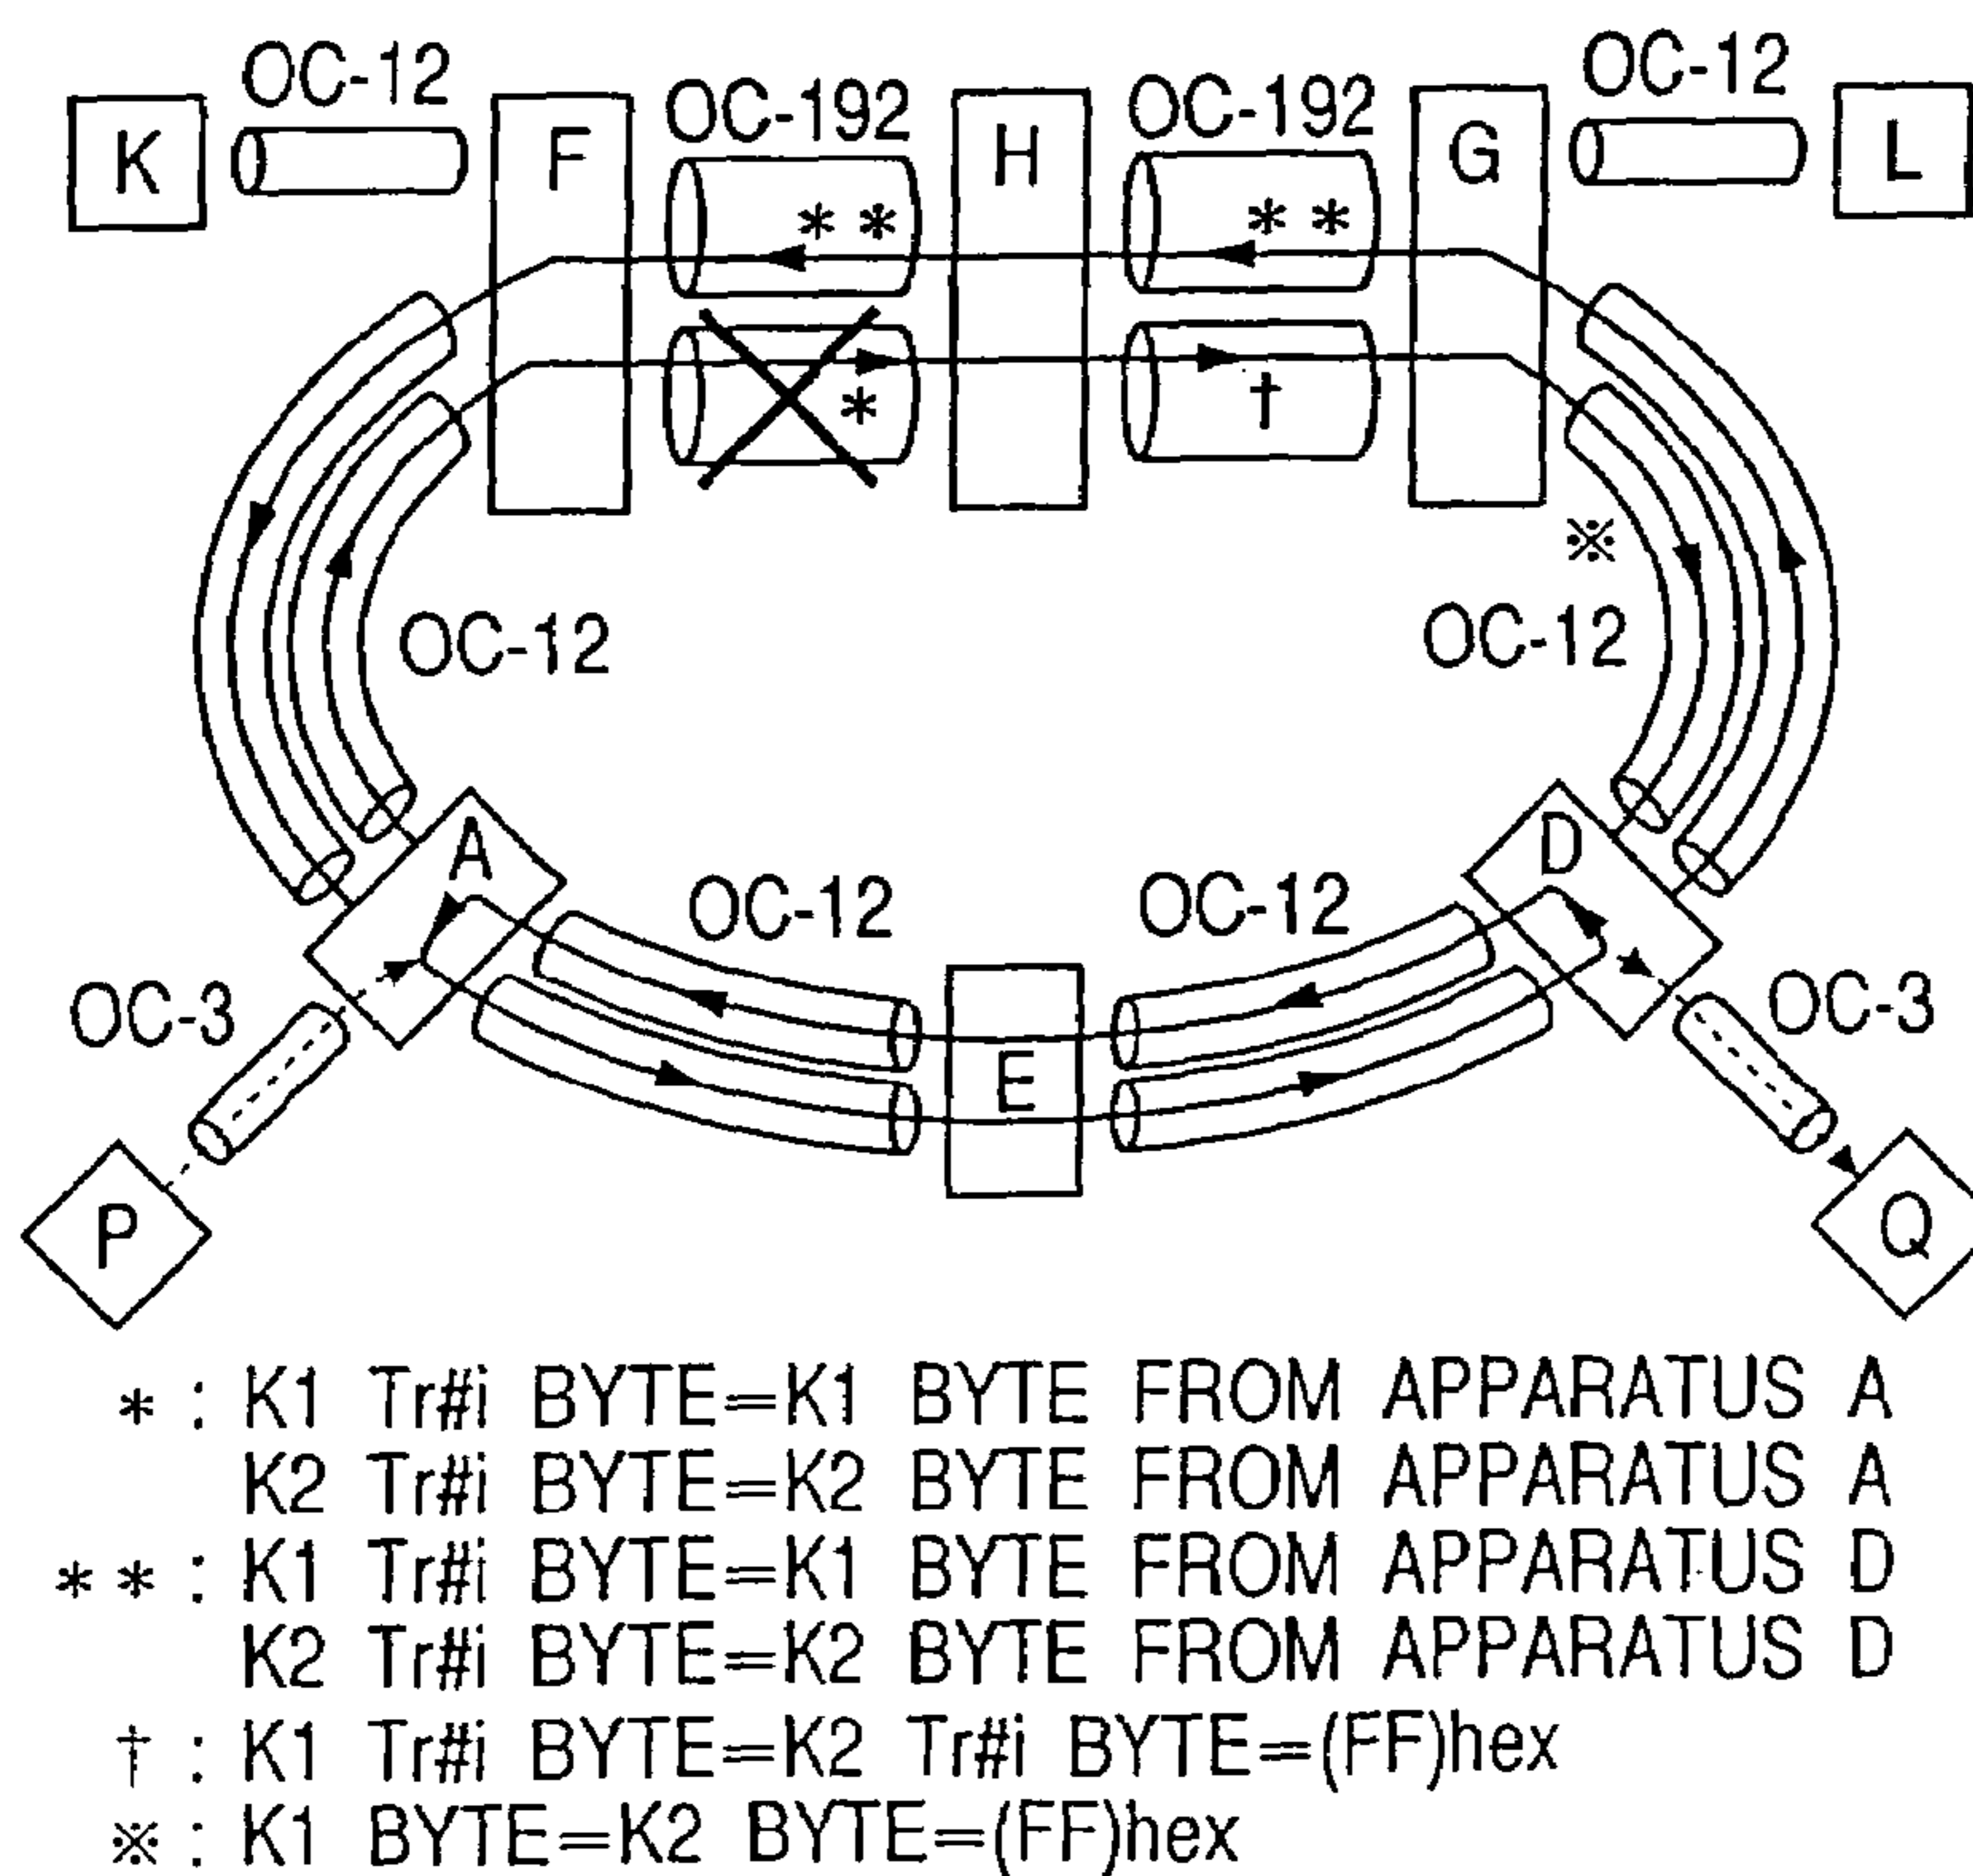 OC-12
OC-12
OC-192
OC-192
K
F
H
G
L
* *
* *
*
†
※
OC-12
OC-12
A
D
OC-12
OC-12
OC-3
OC-3
E
P
Q
* : K1 Tr#i BYTE=K1 BYTE FROM APPARATUS A
K2 Tr#i BYTE=K2 BYTE FROM APPARATUS A
* * : K1 Tr#i BYTE=K1 BYTE FROM APPARATUS D
K2 Tr#i BYTE=K2 BYTE FROM APPARATUS D
† : K1 Tr#i BYTE=K2 Tr#i BYTE=(FF)hex
※ : K1 BYTE=K2 BYTE=(FF)hex